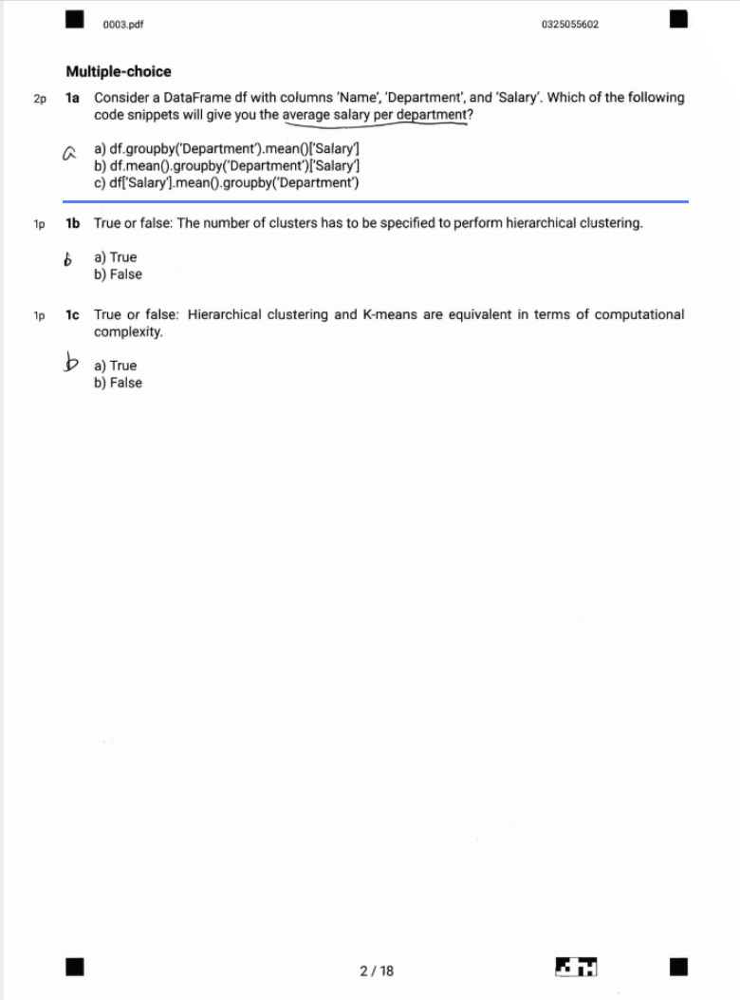 0003.pdf 0325055602
Multiple-choice
2p 1a Consider a DataFrame df with columns 'Name', 'Department', and 'Salary'. Which of the following
code snippets will give you the average salary per department?
a a) df.groupby('Department').mean()['Salary']
b) df.mean().groupby('Department')['Salary']
c) df['Salary'].mean().groupby('Department')
1p 1b True or false: The number of clusters has to be specified to perform hierarchical clustering.
b a) True
b) False
1p 1c True or false: Hierarchical clustering and K-means are equivalent in terms of computational
complexity.
b a) True
b) False
2 / 18